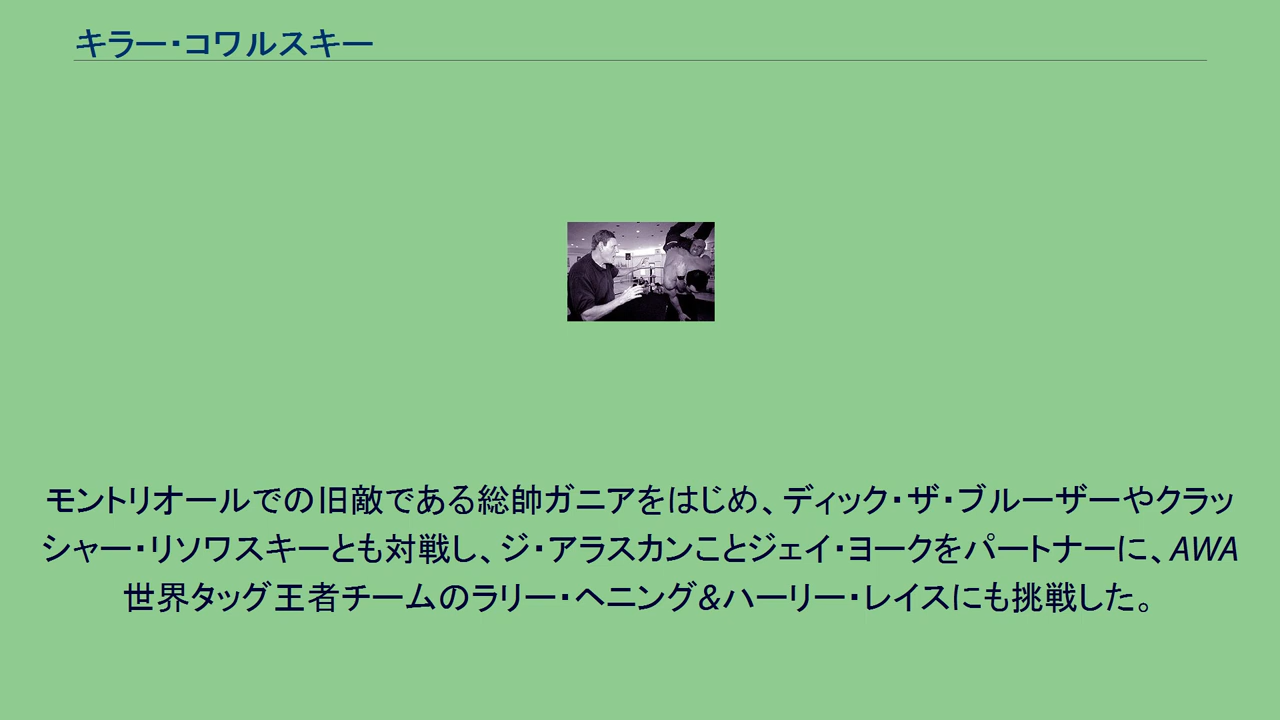 キラー・コワルスキー
モントリオールでの旧敵である総帥ガニアをはじめ、ディック・ザ・ブルーザーやクラッ
シャー・リソワスキーとも対戦し、ジ・アラスカンことジェイ・ヨークをパートナーに、AWA
世界タッグ王者チームのラリー・ヘニング&ハーリー・レイスにも挑戦した。